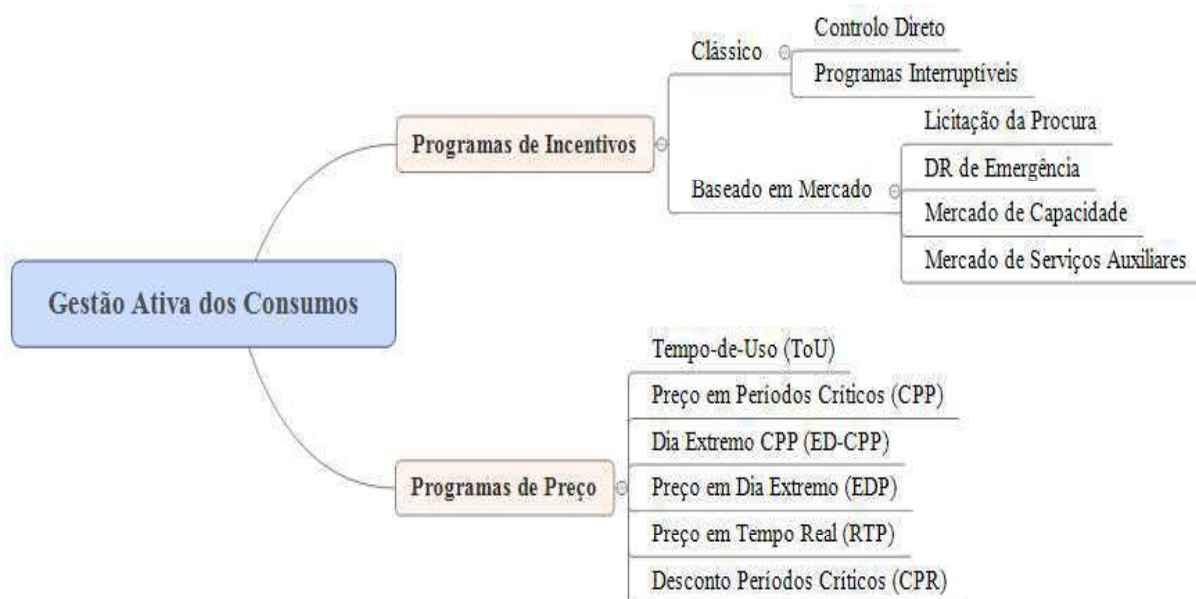 Gestão Ativa dos Consumos
Programas de Incentivos
Clássico
Controlo Direto
Programas Interruptíveis
Baseado em Mercado
Licitação da Procura
DR de Emergência
Mercado de Capacidade
Mercado de Serviços Auxiliares
Programas de Preço
Tempo-de-Uso (ToU)
Preço em Períodos Críticos (CPP)
Dia Extremo CPP (ED-CPP)
Preço em Dia Extremo (EDP)
Preço em Tempo Real (RTP)
Desconto Períodos Críticos (CPR)